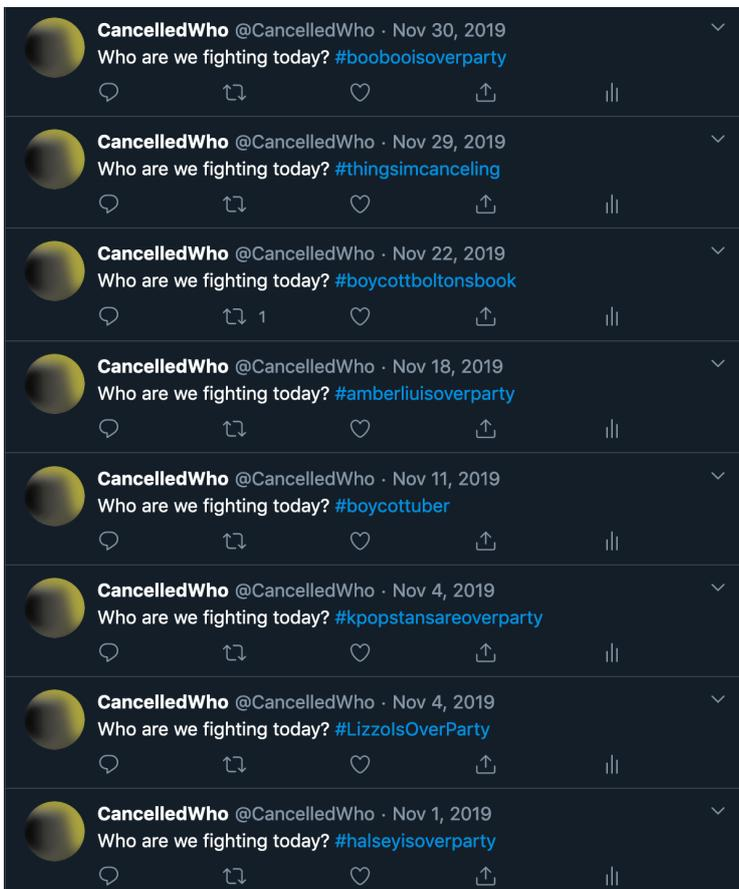 CancelledWho @CancelledWho · Nov 30, 2019
Who are we fighting today? #boobooisoverparty
CancelledWho @CancelledWho · Nov 29, 2019
Who are we fighting today? #thingsimcanceling
CancelledWho @CancelledWho · Nov 22, 2019
Who are we fighting today? #boycottboltonsbook
1
CancelledWho @CancelledWho · Nov 18, 2019
Who are we fighting today? #amberliuisoverparty
CancelledWho @CancelledWho · Nov 11, 2019
Who are we fighting today? #boycottuber
CancelledWho @CancelledWho · Nov 4, 2019
Who are we fighting today? #kpopstansareoverparty
CancelledWho @CancelledWho · Nov 4, 2019
Who are we fighting today? #LizzoIsOverParty
CancelledWho @CancelledWho · Nov 1, 2019
Who are we fighting today? #halseyisoverparty